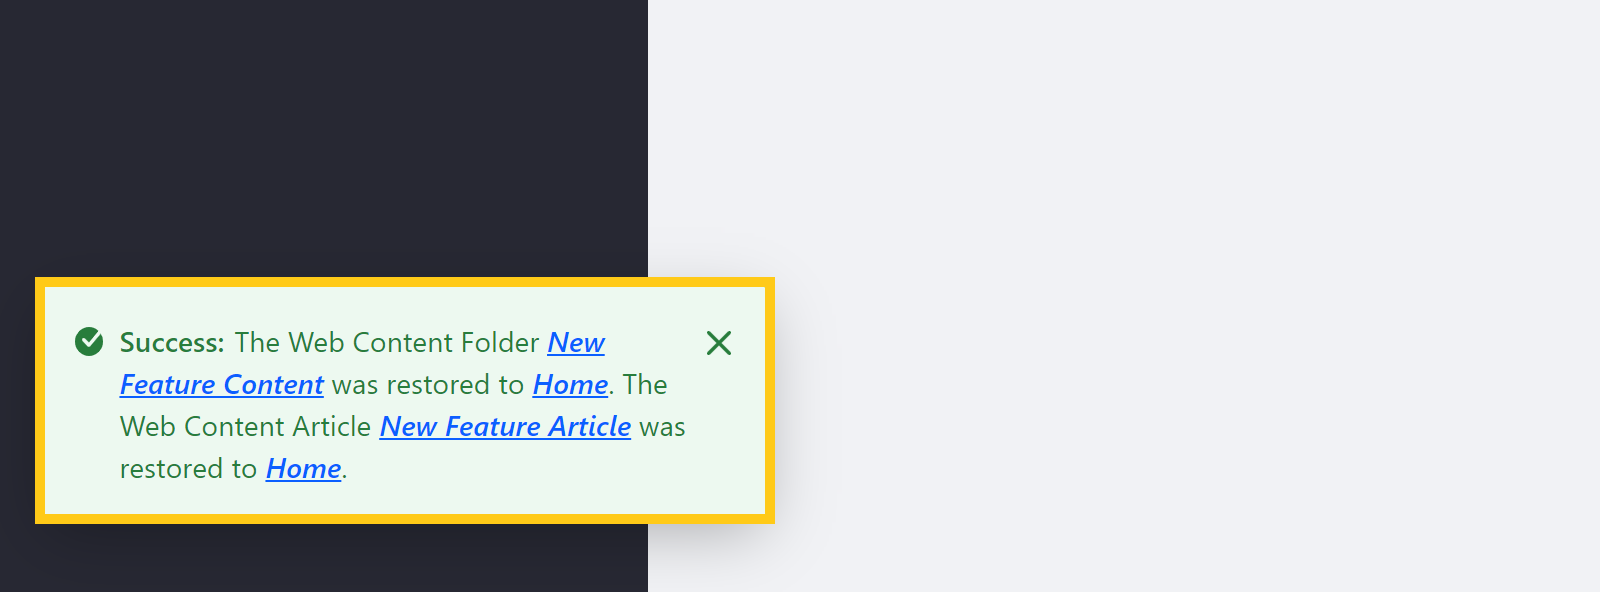 Success: The Web Content Folder New
Feature Content was restored to Home. The
Web Content Article New Feature Article was
restored to Home.